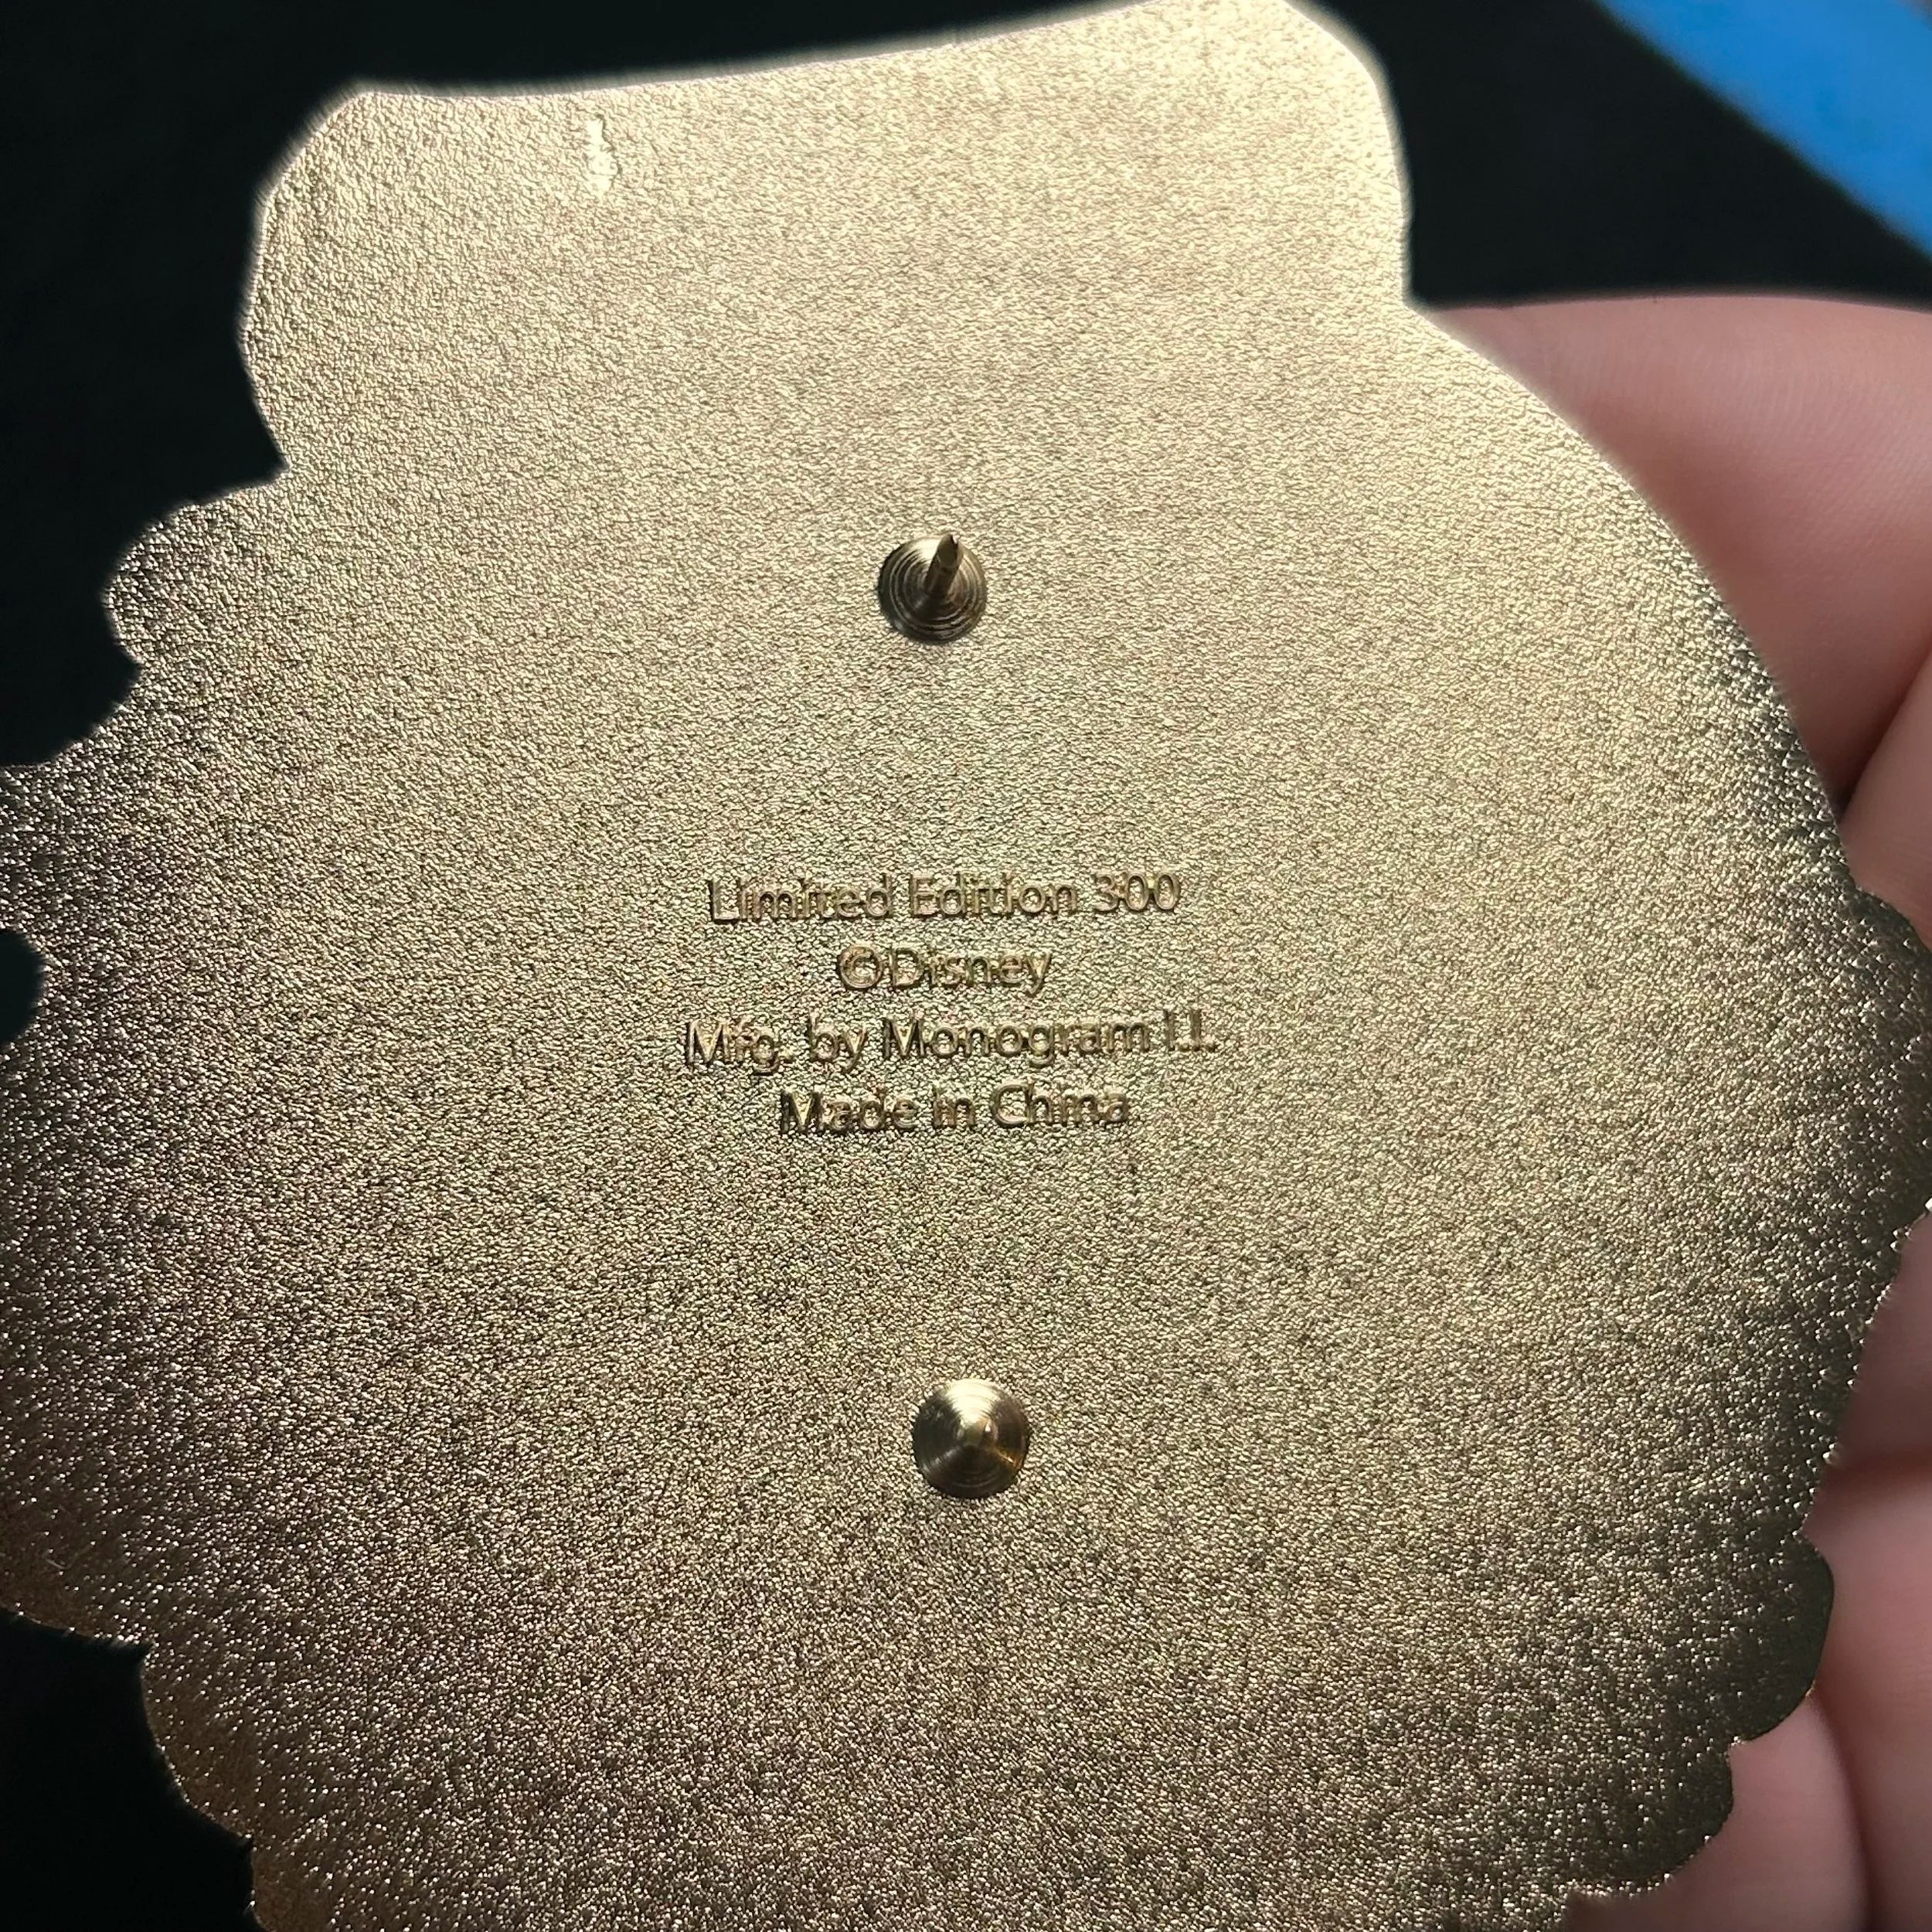 Limited Edition 300
©Disney
Mfg. by Monogram I.I.
Made in China